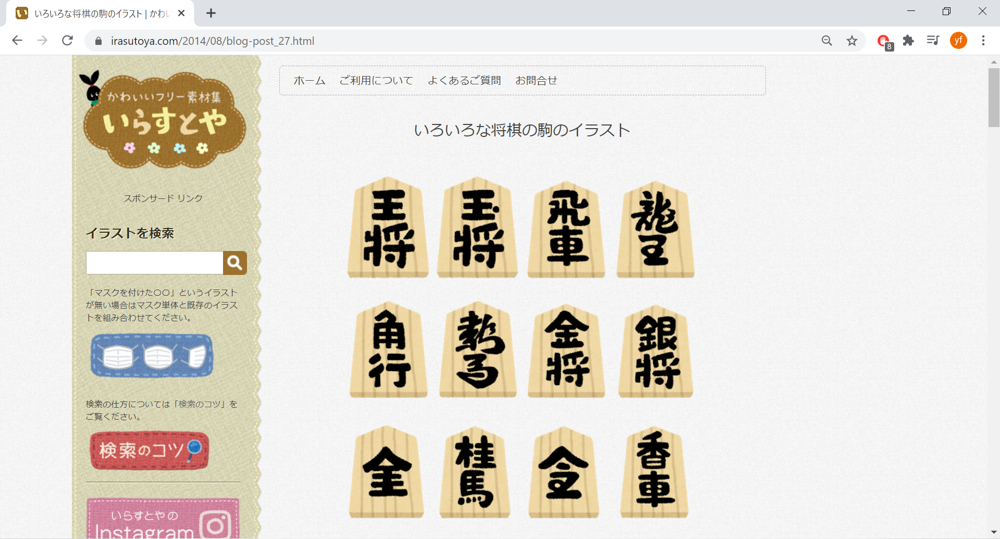 いろいろな将棋の駒のイラスト | かわい
irasutoya.com/2014/08/blog-post_27.html
8
yf
かわいいフリー素材集
いらすとや
スポンサード リンク
イラストを検索
「マスクを付けた〇〇」というイラスト
が無い場合はマスク単体と既存のイラス
トを組み合わせてください。
検索の仕方については「検索のコツ」を
ご覧ください。
検索のコツ
いらすとやの
Instagram
ホーム ご利用について よくあるご質問 お問合せ
いろいろな将棋の駒のイラスト
王将 玉将 飛車 龍王
角行 龍馬 金将 銀将
全 桂馬 令 香車